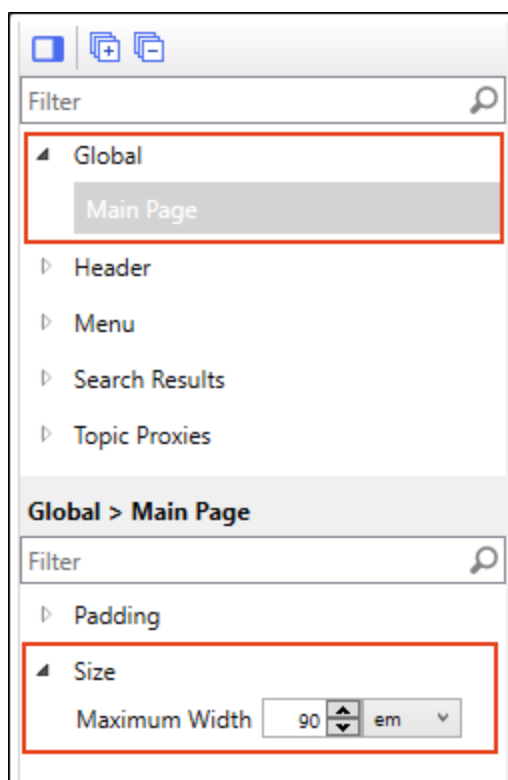 Filter
Global
Main Page
Header
Menu
Search Results
Topic Proxies
Global > Main Page
Filter
Padding
Size
Maximum Width 90 em